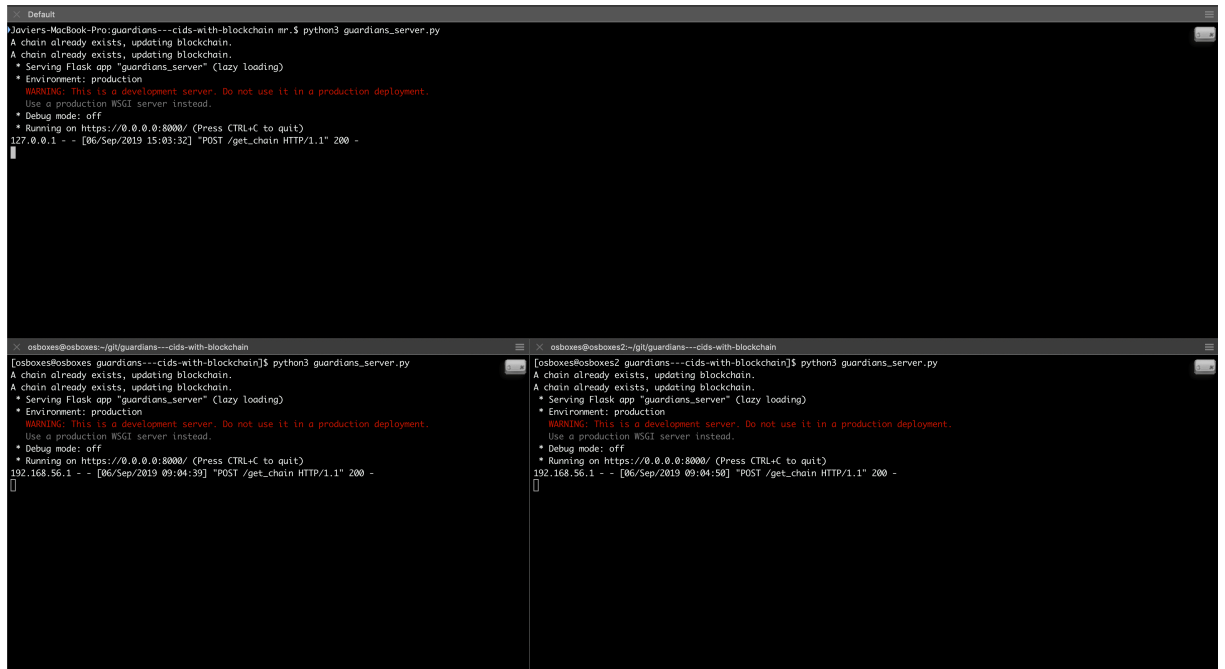 Default
Javiers-MacBook-Pro:guardians---cids-with-blockchain mr.$ python3 guardians_server.py
A chain already exists, updating blockchain.
A chain already exists, updating blockchain.
* Serving Flask app "guardians_server" (lazy loading)
* Environment: production
WARNING: This is a development server. Do not use it in a production deployment.
Use a production WSGI server instead.
* Debug mode: off
* Running on https://0.0.0.0:8000/ (Press CTRL+C to quit)
127.0.0.1 - - [06/Sep/2019 15:03:32] "POST /get_chain HTTP/1.1" 200 -
osboxes@osboxes:~/git/guardians---cids-with-blockchain
[osboxes@osboxes guardians---cids-with-blockchain]$ python3 guardians_server.py
A chain already exists, updating blockchain.
A chain already exists, updating blockchain.
* Serving Flask app "guardians_server" (lazy loading)
* Environment: production
WARNING: This is a development server. Do not use it in a production deployment.
Use a production WSGI server instead.
* Debug mode: off
* Running on https://0.0.0.0:8000/ (Press CTRL+C to quit)
192.168.56.1 - - [06/Sep/2019 09:04:39] "POST /get_chain HTTP/1.1" 200 -
osboxes@osboxes2:~/git/guardians---cids-with-blockchain
[osboxes@osboxes2 guardians---cids-with-blockchain]$ python3 guardians_server.py
A chain already exists, updating blockchain.
A chain already exists, updating blockchain.
* Serving Flask app "guardians_server" (lazy loading)
* Environment: production
WARNING: This is a development server. Do not use it in a production deployment.
Use a production WSGI server instead.
* Debug mode: off
* Running on https://0.0.0.0:8000/ (Press CTRL+C to quit)
192.168.56.1 - - [06/Sep/2019 09:04:50] "POST /get_chain HTTP/1.1" 200 -